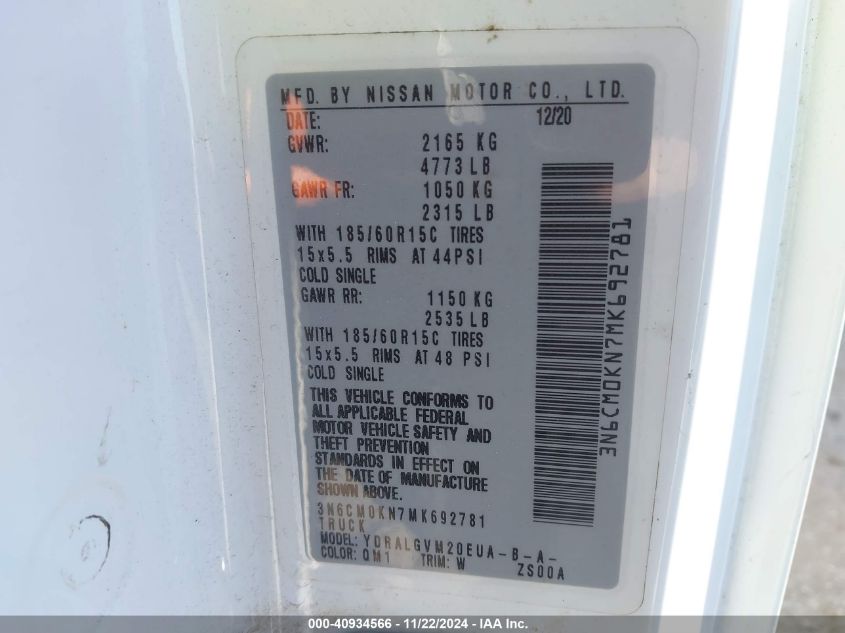 MFD. BY NISSAN MOTOR CO., LTD.
DATE: 12/20
GVWR: 2165 KG
4773 LB
GAWR FR: 1050 KG
2315 LB
WITH 185/60R15C TIRES
15x5.5 RIMS AT 44PSI
COLD SINGLE
GAWR RR: 1150 KG
2535 LB
WITH 185/60R15C TIRES
15x5.5 RIMS AT 48 PSI
COLD SINGLE
THIS VEHICLE CONFORMS TO
ALL APPLICABLE FEDERAL
MOTOR VEHICLE SAFETY AND
THEFT PREVENTION
STANDARDS IN EFFECT ON
THE DATE OF MANUFACTURE
SHOWN ABOVE.
3N6CM0KN7MK692781
TRUCK
MODEL: YDRALGVM20EUA-B-A-
COLOR: QM1 TRIM: W ZS00A
3N6CM0KN7MK692781
000-40934566 - 11/22/2024 - IAA Inc.